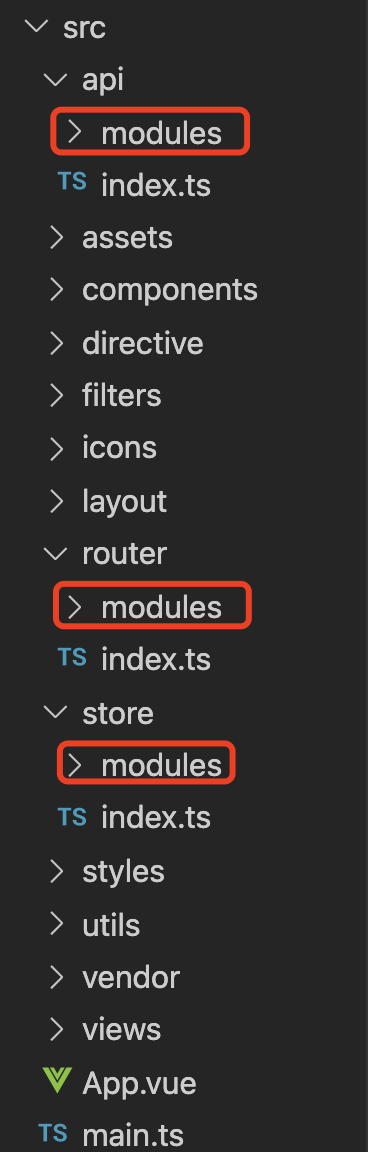 src
api
modules
TS index.ts
assets
components
directive
filters
icons
layout
router
modules
TS index.ts
store
modules
TS index.ts
styles
utils
vendor
views
App.vue
TS main.ts